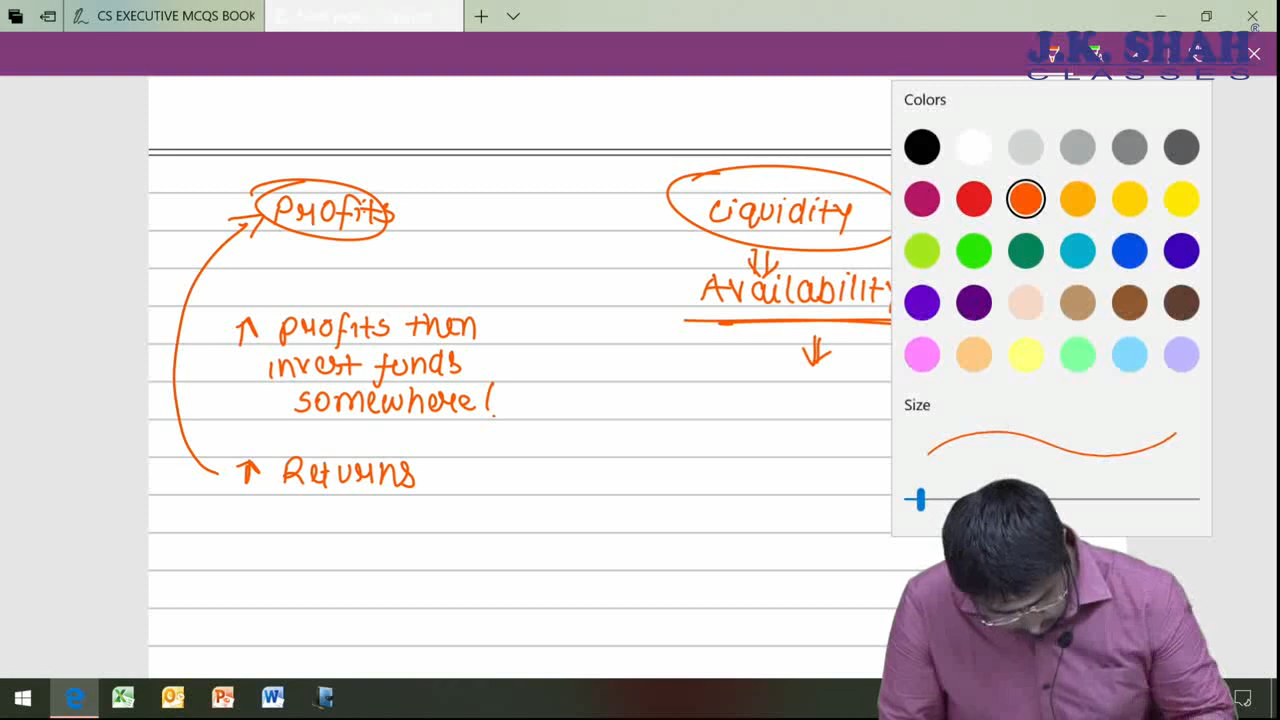 CS EXECUTIVE MCQS BOOK
J.K. SHAH®
CLASSES
Colors
Profits
Liquidity
Availability
↑ profits then
invest funds
somewhere (
Size
↑ Returns